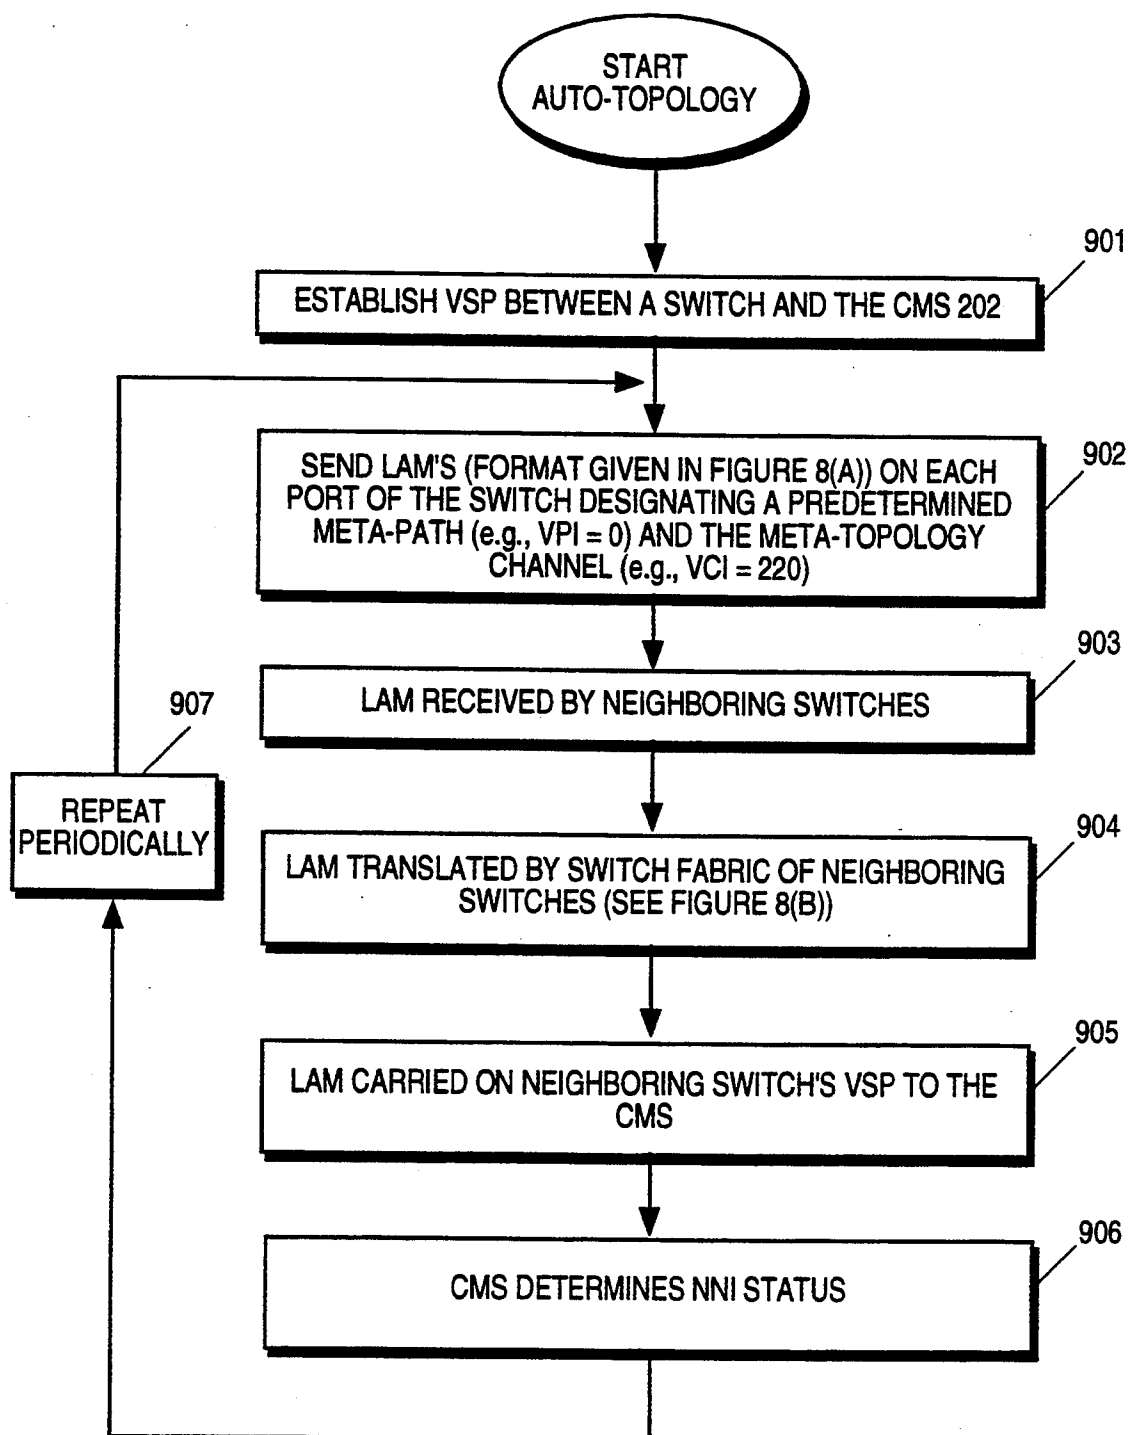 START
AUTO-TOPOLOGY
901
ESTABLISH VSP BETWEEN A SWITCH AND THE CMS 202
902
SEND LAM'S (FORMAT GIVEN IN FIGURE 8(A)) ON EACH
PORT OF THE SWITCH DESIGNATING A PREDETERMINED
META-PATH (e.g., VPI = 0) AND THE META-TOPOLOGY
CHANNEL (e.g., VCI = 220)
903
LAM RECEIVED BY NEIGHBORING SWITCHES
907
REPEAT
PERIODICALLY
904
LAM TRANSLATED BY SWITCH FABRIC OF NEIGHBORING
SWITCHES (SEE FIGURE 8(B))
905
LAM CARRIED ON NEIGHBORING SWITCH'S VSP TO THE
CMS
906
CMS DETERMINES NNI STATUS